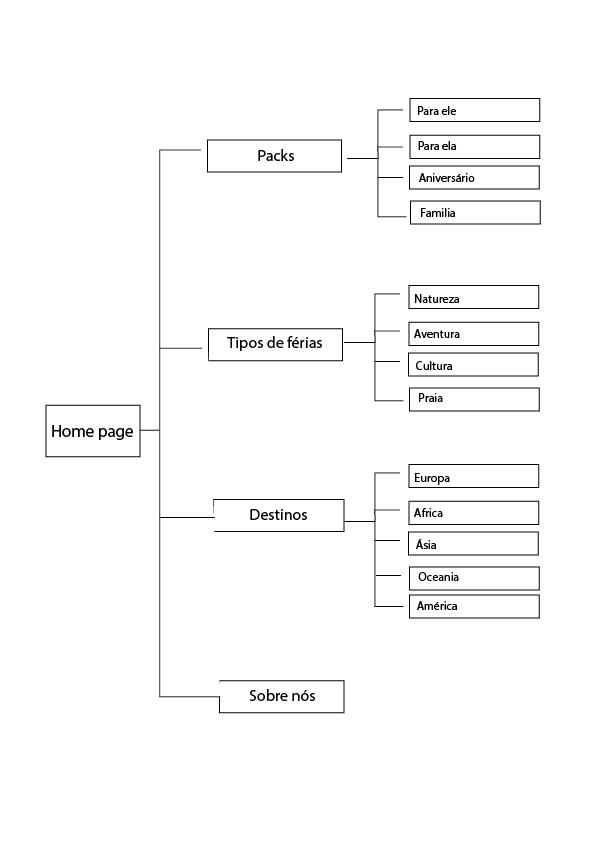 Home page
Packs
Para ele
Para ela
Aniversário
Familia
Tipos de férias
Natureza
Aventura
Cultura
Praia
Destinos
Europa
Africa
Ásia
Oceania
América
Sobre nós